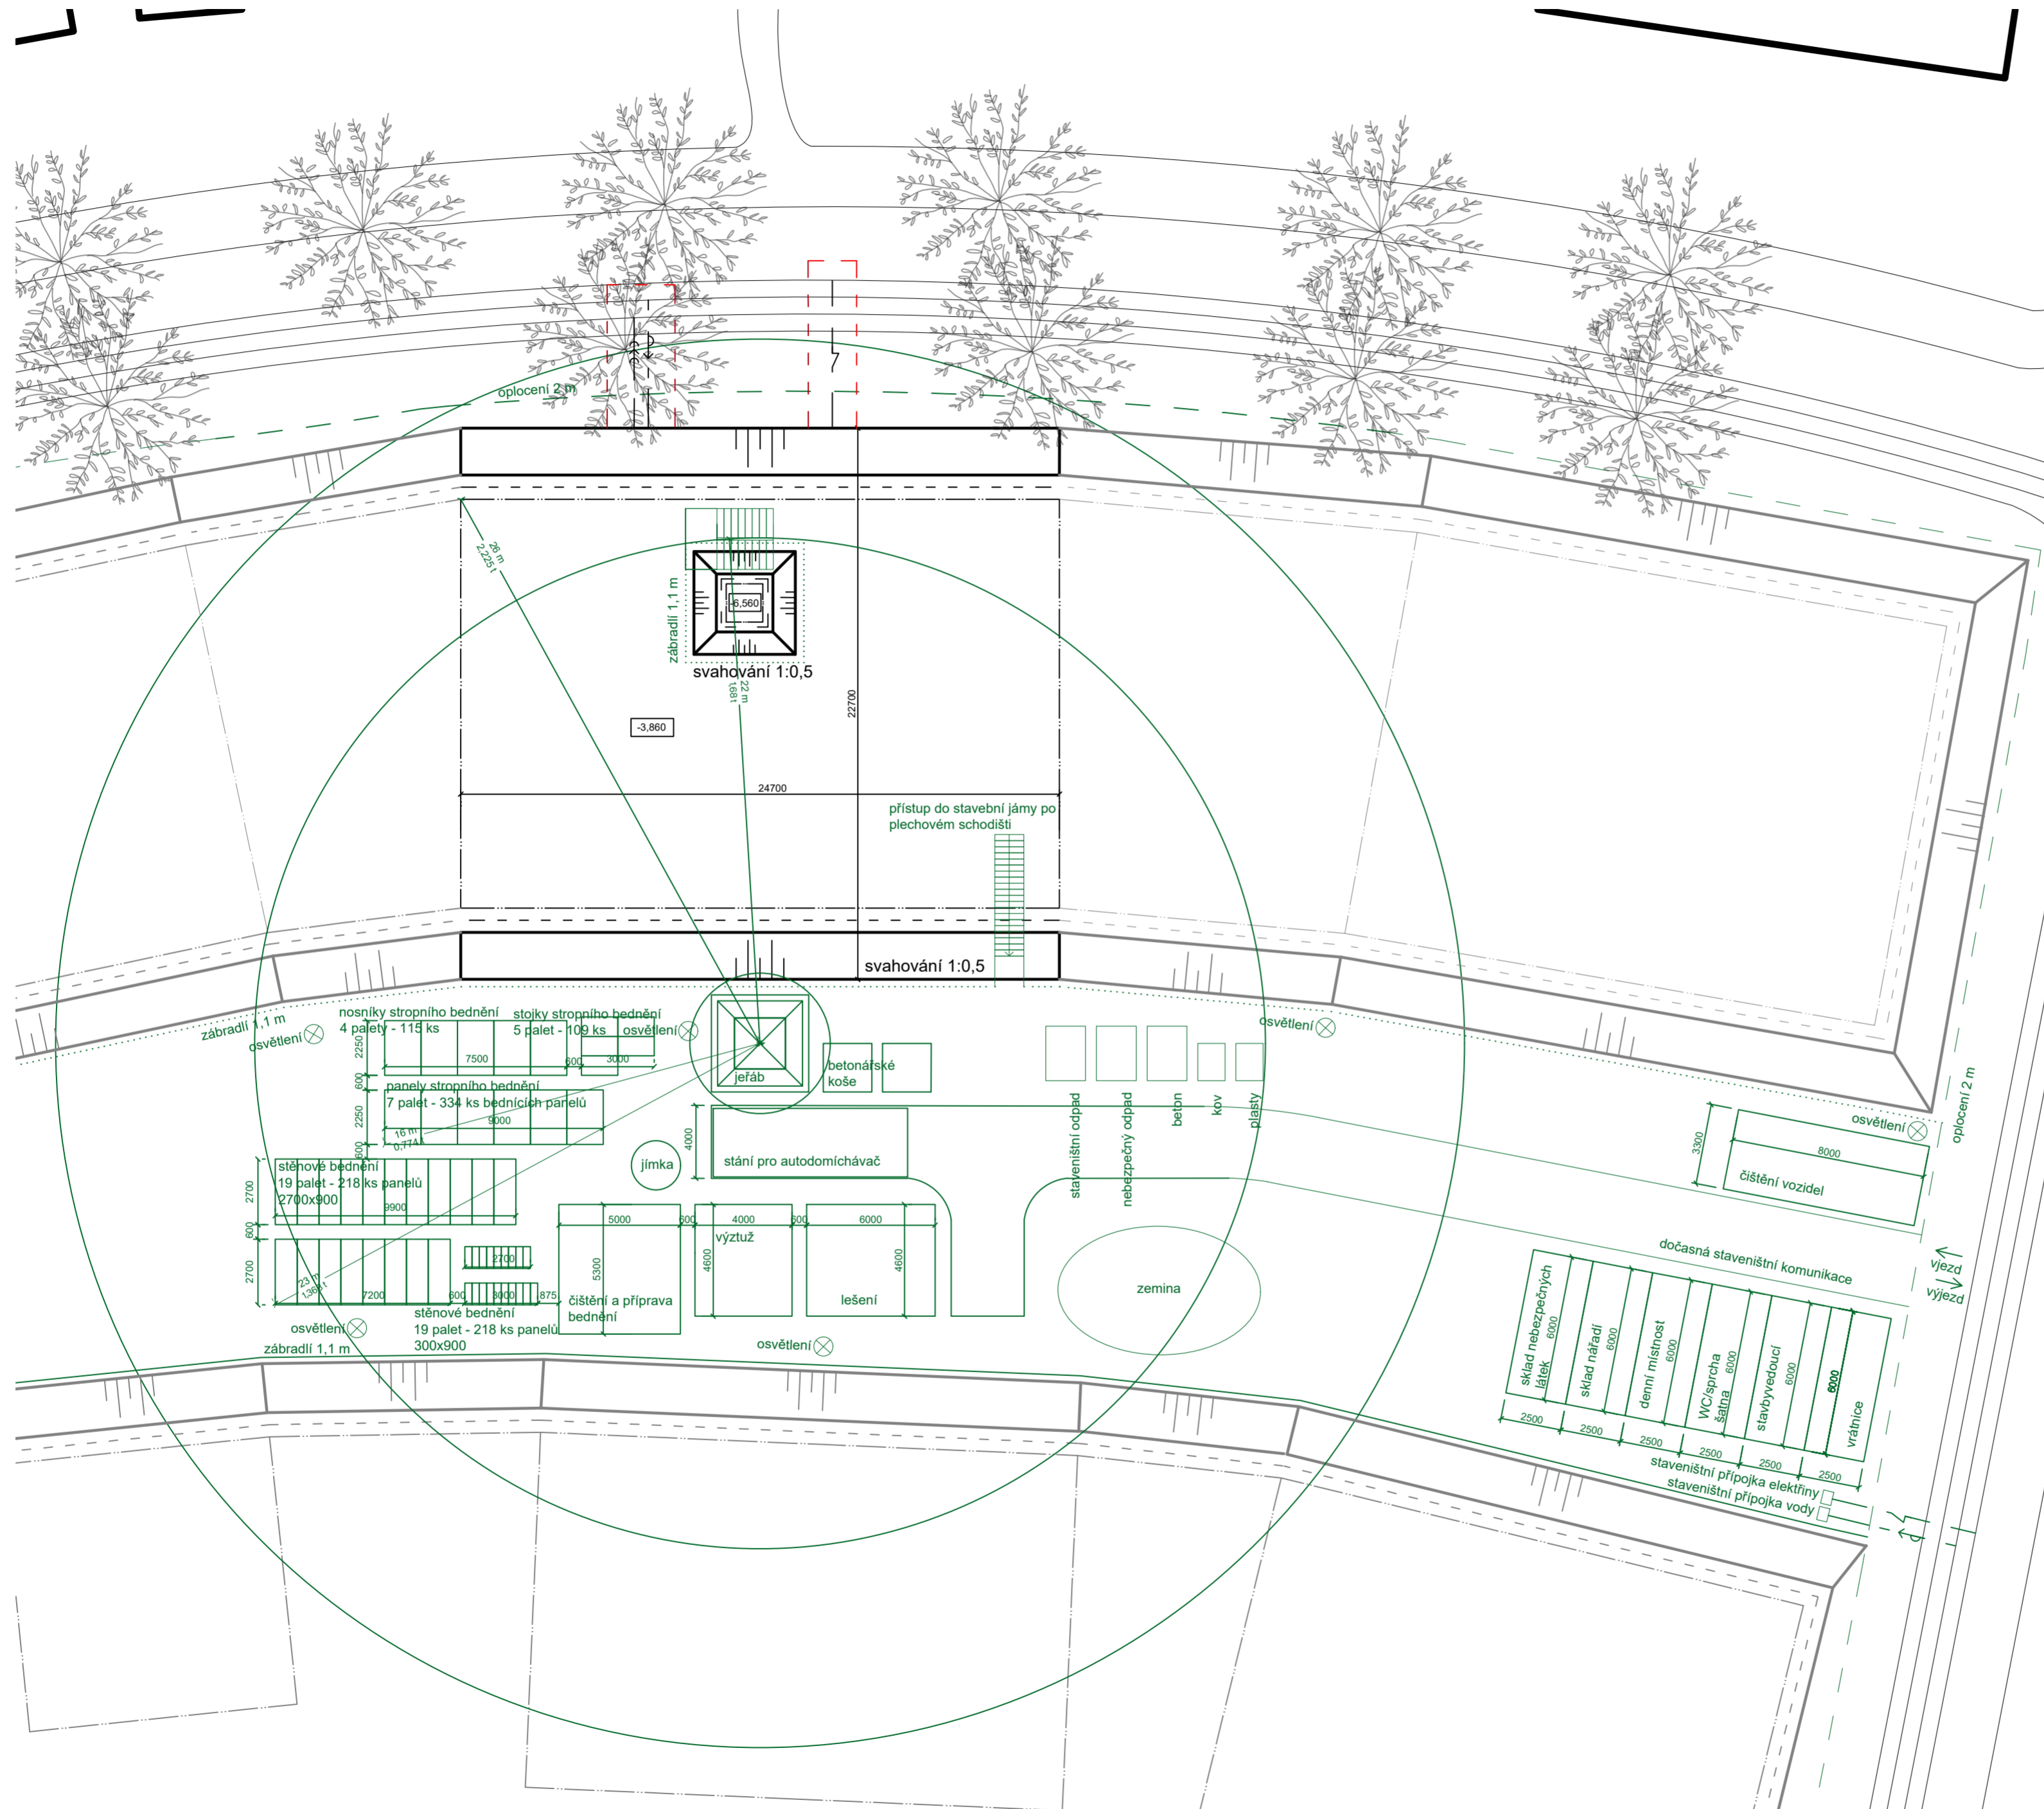 oplocení 2 m
26 m
2,225 t
zábradlí 1,1 m
-6,560
svahování 1:0,5
22 m
1,68 t
-3,860
22700
24700
přístup do stavební jámy po
plechovém schodišti
svahování 1:0,5
zábradlí 1,1 m
osvětlení
nosníky stropního bednění
4 palety - 115 ks
stojky stropního bednění
5 palet - 109 ks
osvětlení
2250
7500
600
3000
600
panely stropního bednění
7 palet - 334 ks bednících panelů
2250
9000
16 m
0,774 t
600
jeřáb
betonářské
koše
osvětlení
staveništní odpad
nebezpečný odpad
beton
kov
plasty
stěnové bednění
19 palet - 218 ks panelů
2700x900
2700
9900
600
jímka
4000
stání pro autodomíchávač
2700
23 m
7200
600
2700
3000
875
stěnové bednění
19 palet - 218 ks panelů
300x900
5000
5300
čištění a příprava
bednění
600
4000
výztuž
4600
600
6000
4600
lešení
zemina
osvětlení
zábradlí 1,1 m
osvětlení
osvětlení
oplocení 2 m
3300
8000
čištění vozidel
dočasná staveništní komunikace
vjezd
výjezd
sklad nebezpečných
látek
6000
sklad nářadí
6000
denní místnost
6000
WC/sprcha
šatna
6000
stavbyvedoucí
6000
6000
vrátnice
2500
2500
2500
2500
2500
2500
staveništní přípojka elektřiny
staveništní přípojka vody